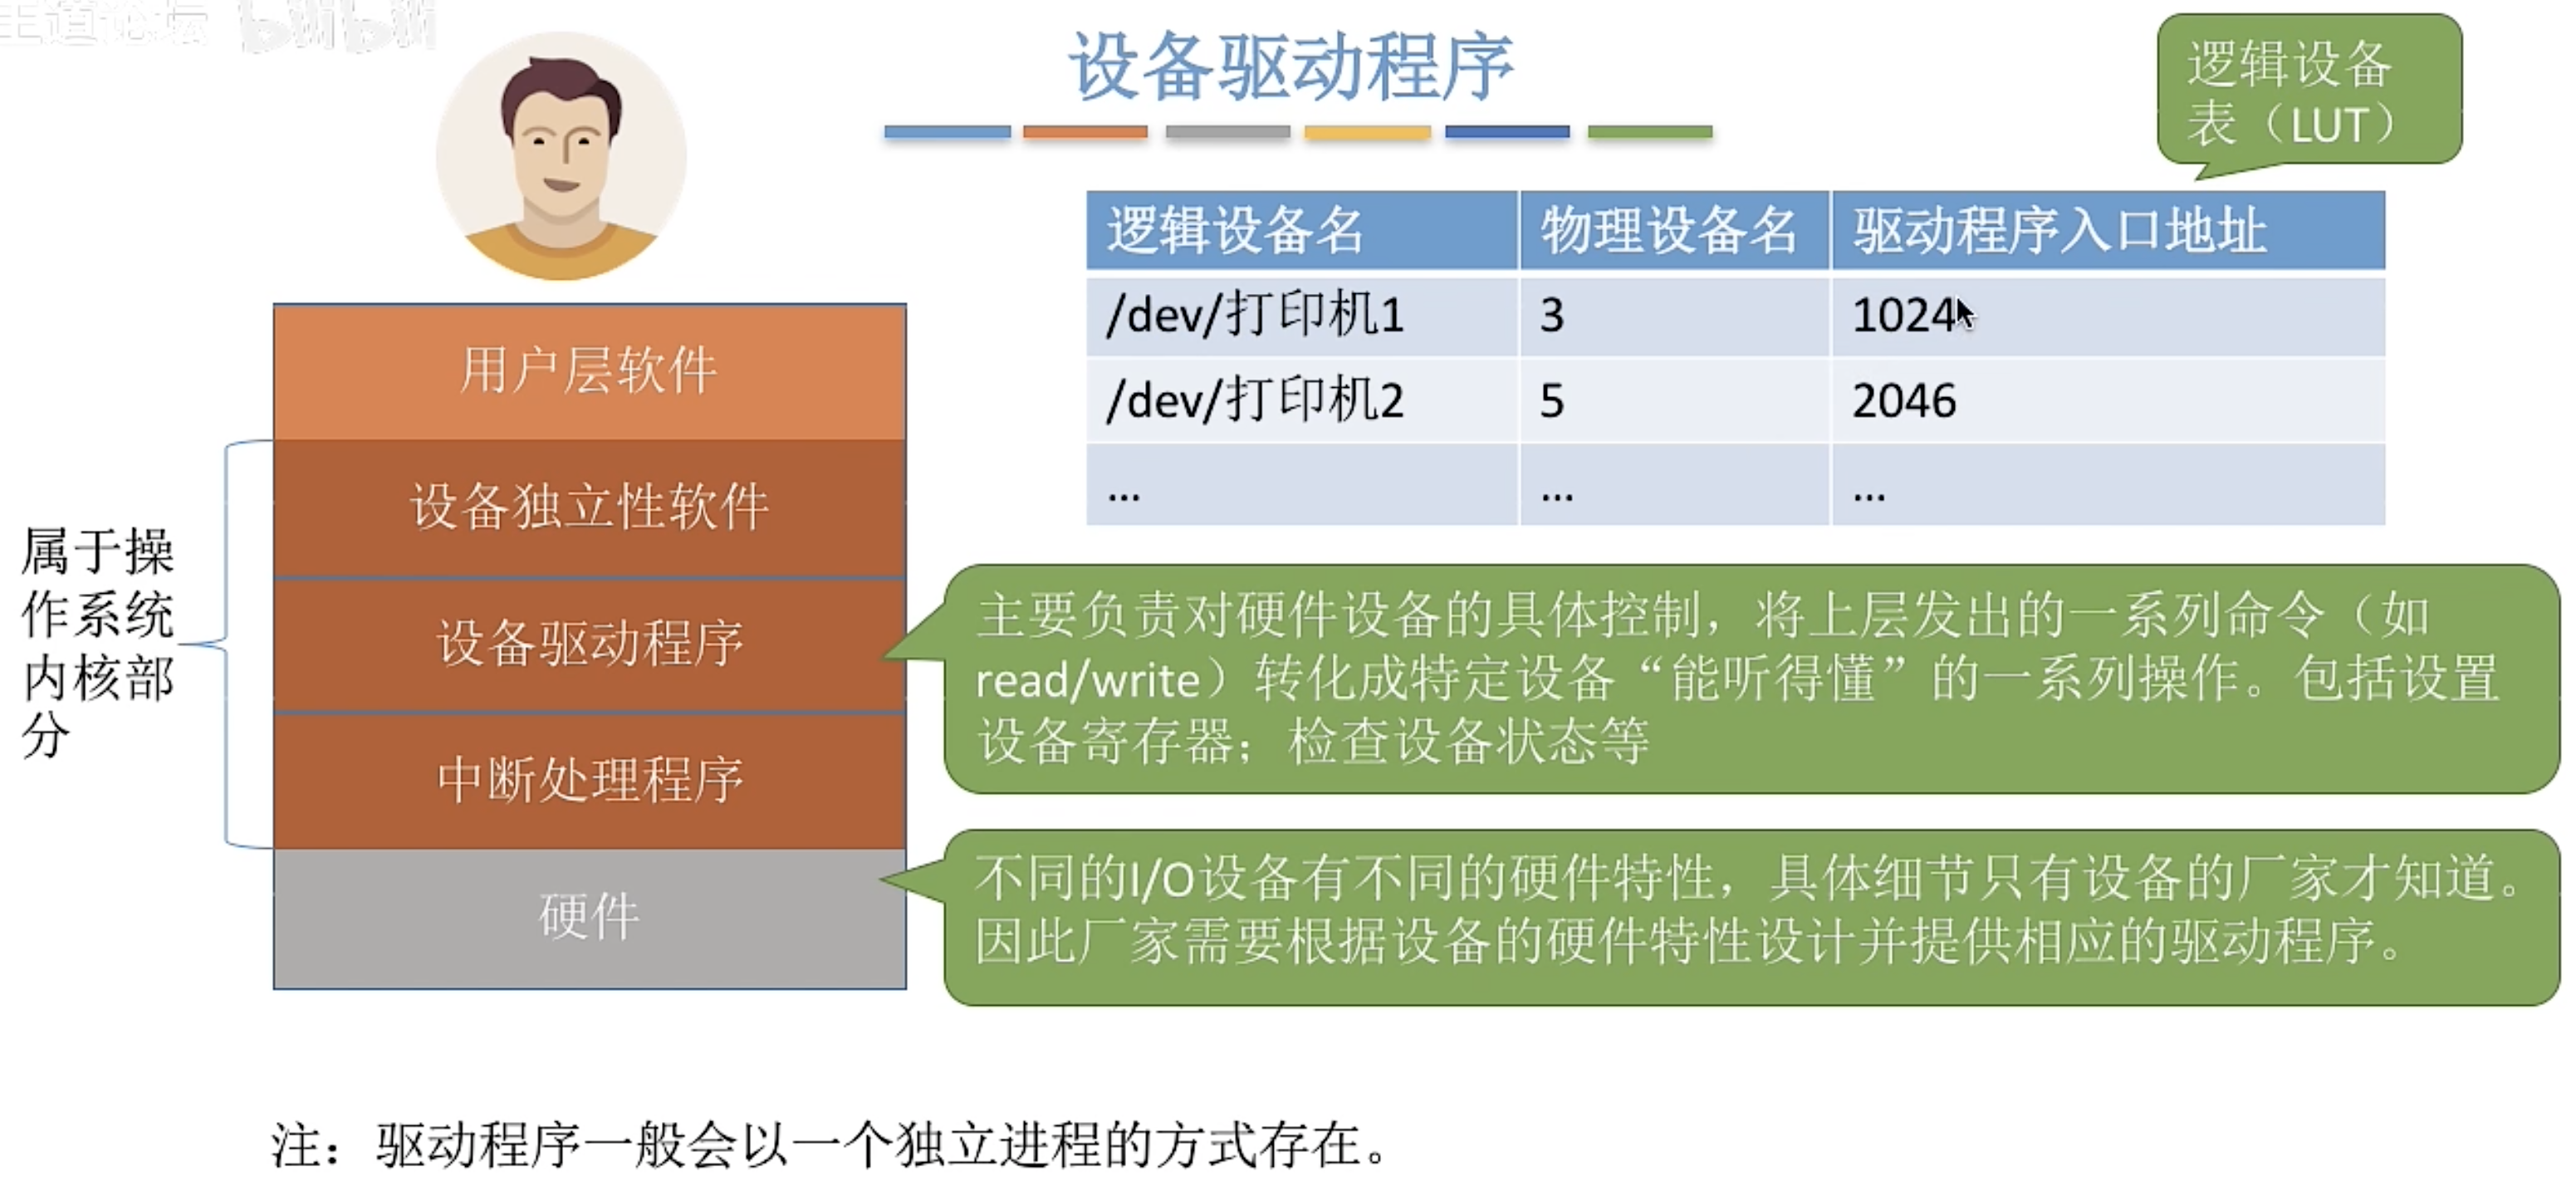 王道论坛 bilibili
设备驱动程序
逻辑设备
表（LUT）
逻辑设备名 物理设备名 驱动程序入口地址
/dev/打印机1 3 1024
/dev/打印机2 5 2046
... ... ...
用户层软件
设备独立性软件
设备驱动程序
中断处理程序
硬件
属于操
作系统
内核部
分
主要负责对硬件设备的具体控制，将上层发出的一系列命令（如
read/write）转化成特定设备“能听得懂”的一系列操作。包括设置
设备寄存器；检查设备状态等
不同的I/O设备有不同的硬件特性，具体细节只有设备的厂家才知道。
因此厂家需要根据设备的硬件特性设计并提供相应的驱动程序。
注：驱动程序一般会以一个独立进程的方式存在。